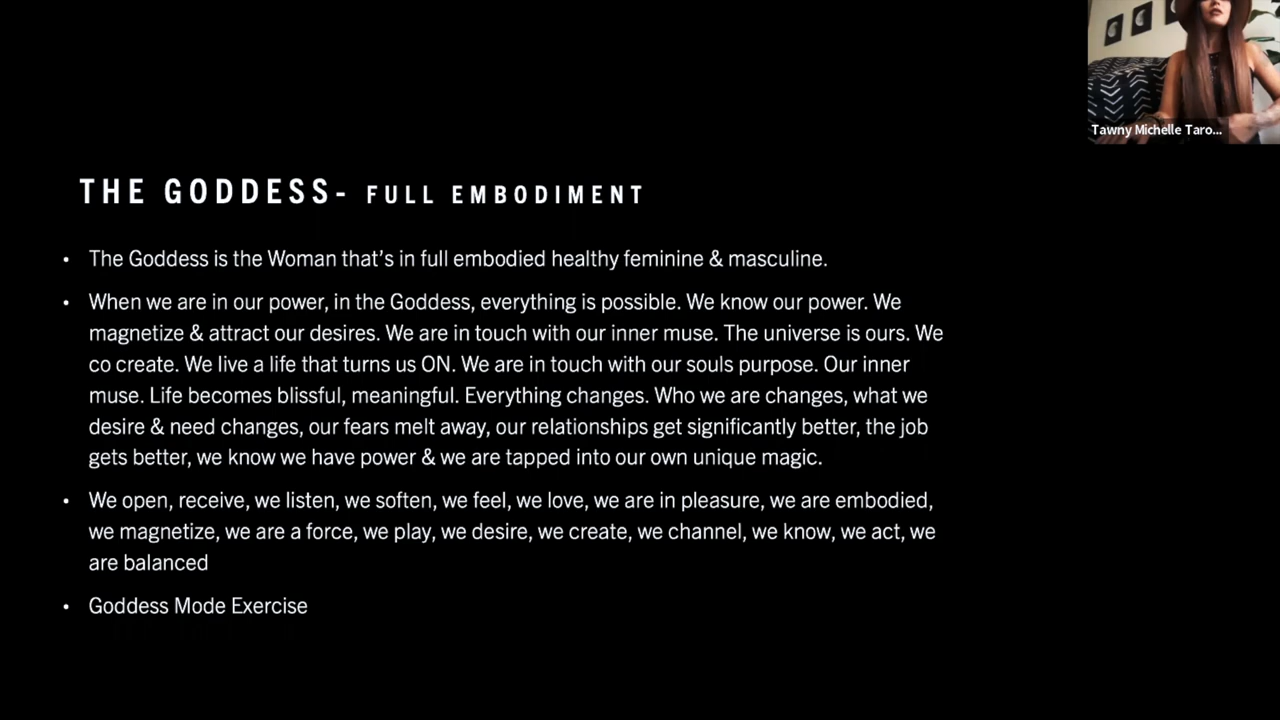 Tawny Michelle Taro...
THE GODDESS- FULL EMBODIMENT
• The Goddess is the Woman that's in full embodied healthy feminine & masculine.
• When we are in our power, in the Goddess, everything is possible. We know our power. We
magnetize & attract our desires. We are in touch with our inner muse. The universe is ours. We
co create. We live a life that turns us ON. We are in touch with our souls purpose. Our inner
muse. Life becomes blissful, meaningful. Everything changes. Who we are changes, what we
desire & need changes, our fears melt away, our relationships get significantly better, the job
gets better, we know we have power & we are tapped into our own unique magic.
• We open, receive, we listen, we soften, we feel, we love, we are in pleasure, we are embodied,
we magnetize, we are a force, we play, we desire, we create, we channel, we know, we act, we
are balanced
• Goddess Mode Exercise